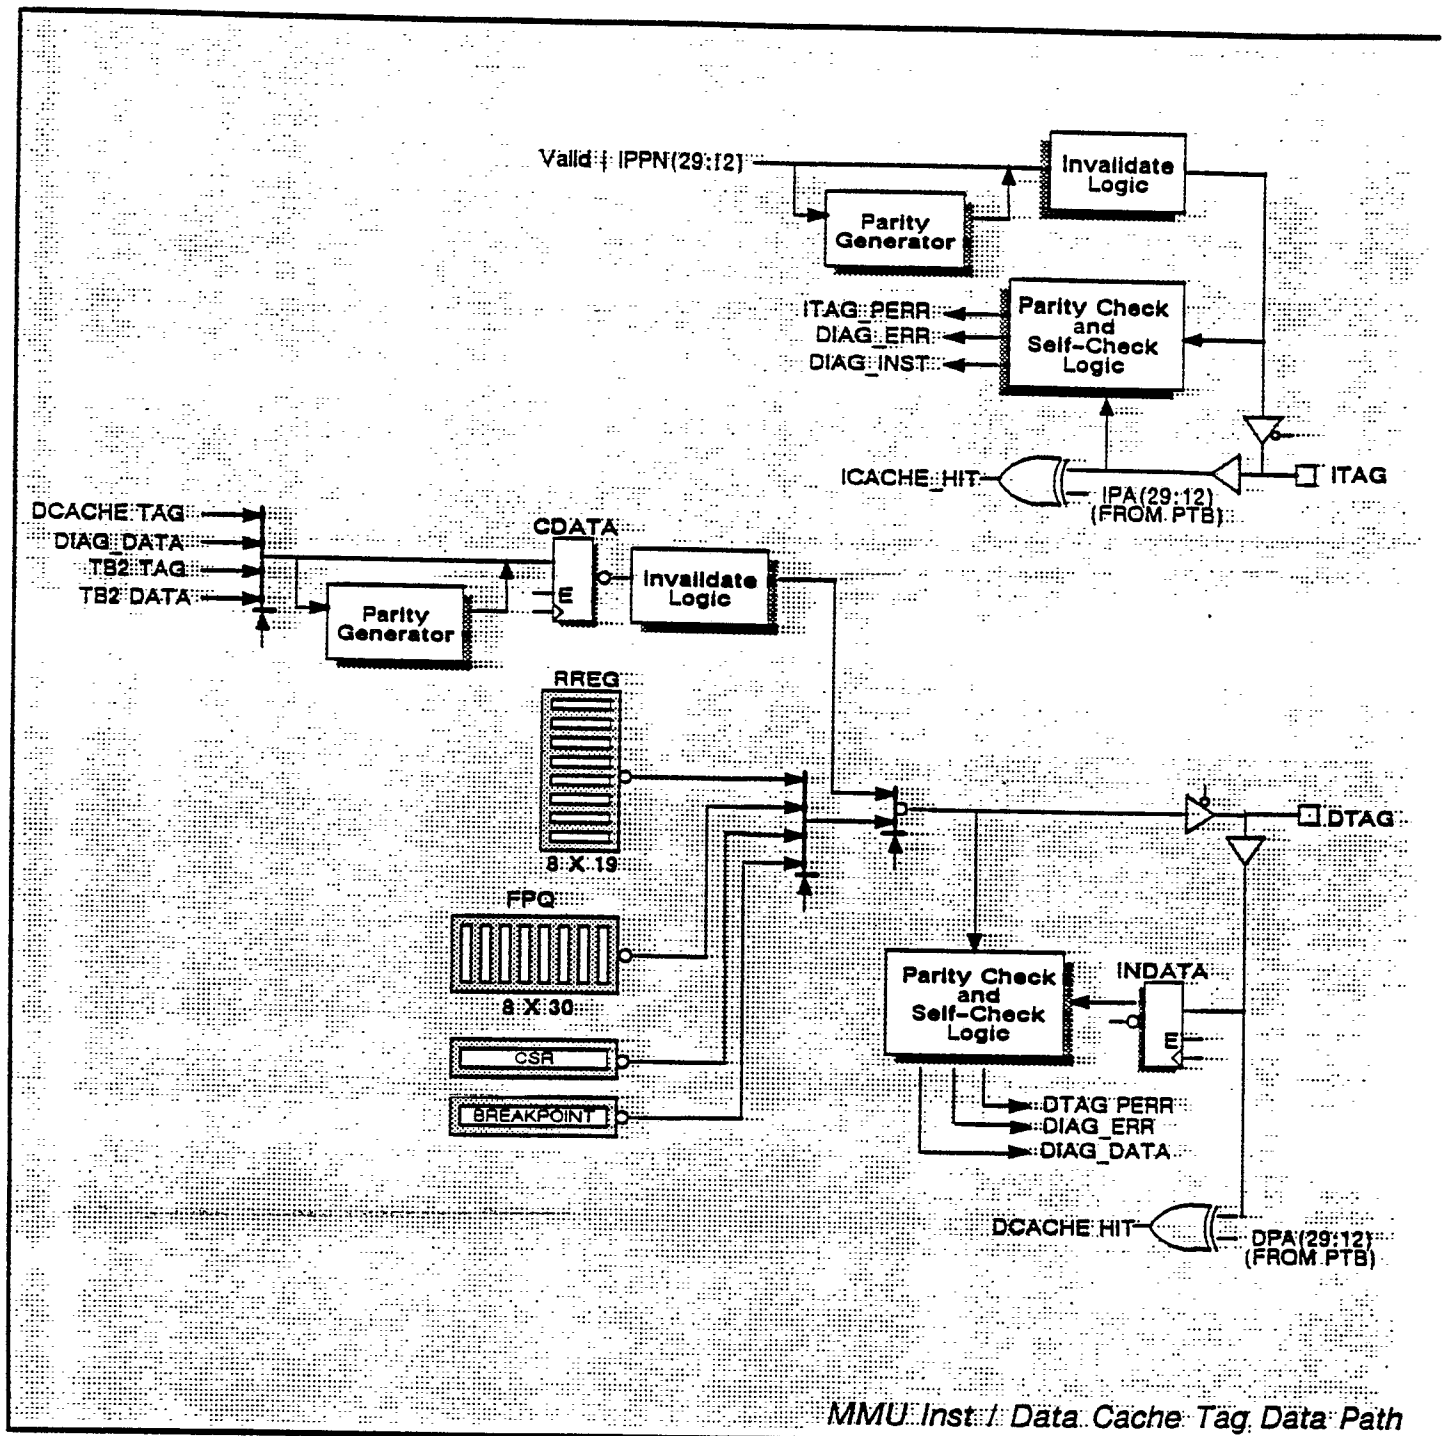 Valid | IPPN(29:12)
Invalidate
Logic
Parity
Generator
ITAG_PERR
DIAG_ERR
DIAG_INST
Parity Check
and
Self-Check
Logic
ICACHE_HIT
IPA(29:12)
(FROM PTB)
ITAG
DCACHE TAG
DIAG_DATA
TB2 TAG
TB2 DATA
Parity
Generator
CDATA
E
Invalidate
Logic
RREG
8 X 19
FPQ
8 X 30
CSR
BREAKPOINT
DTAG
Parity Check
and
Self-Check
Logic
INDATA
E
DTAG PERR
DIAG_ERR
DIAG_DATA
DCACHE HIT
DPA(29:12)
(FROM PTB)
MMU Inst / Data Cache Tag Data Path